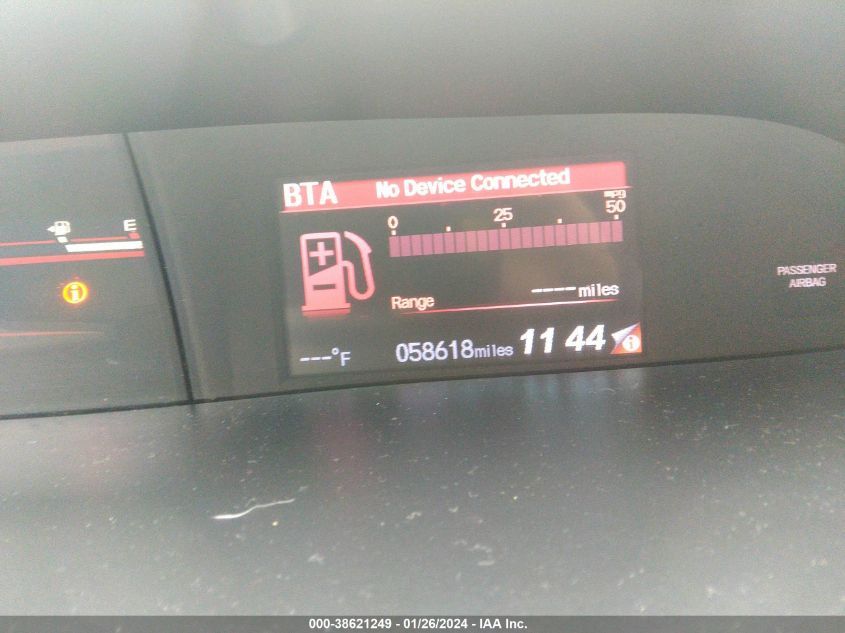 BTA No Device Connected
mpg
0 25 50
E
Range ----miles
PASSENGER
AIRBAG
---°F 058618miles 11 44
000-38621249 - 01/26/2024 - IAA Inc.